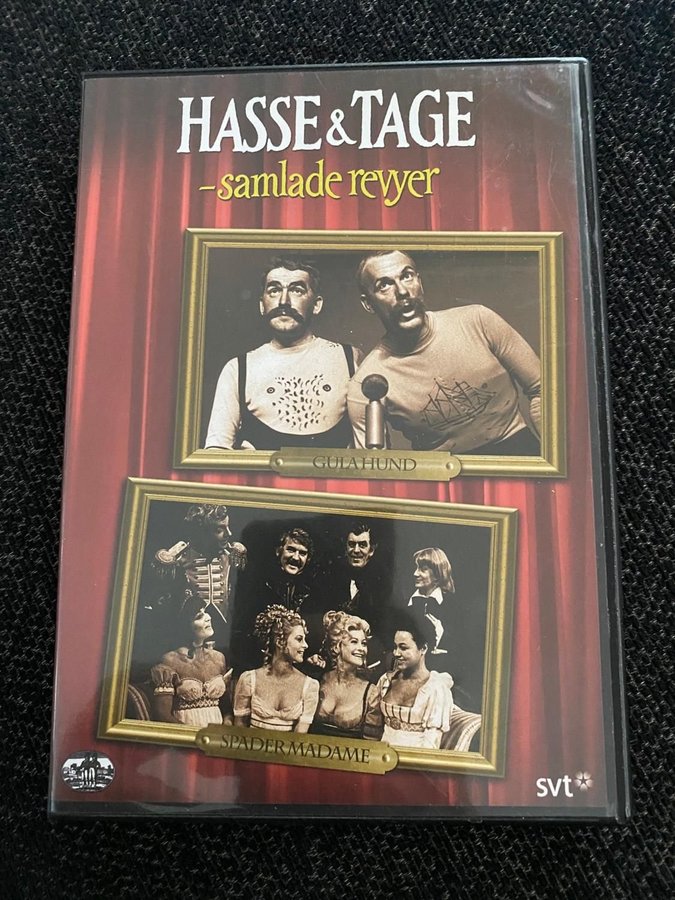 HASSE & TAGE
– samlade revyer
GULA HUND
SPADER MADAME
svt